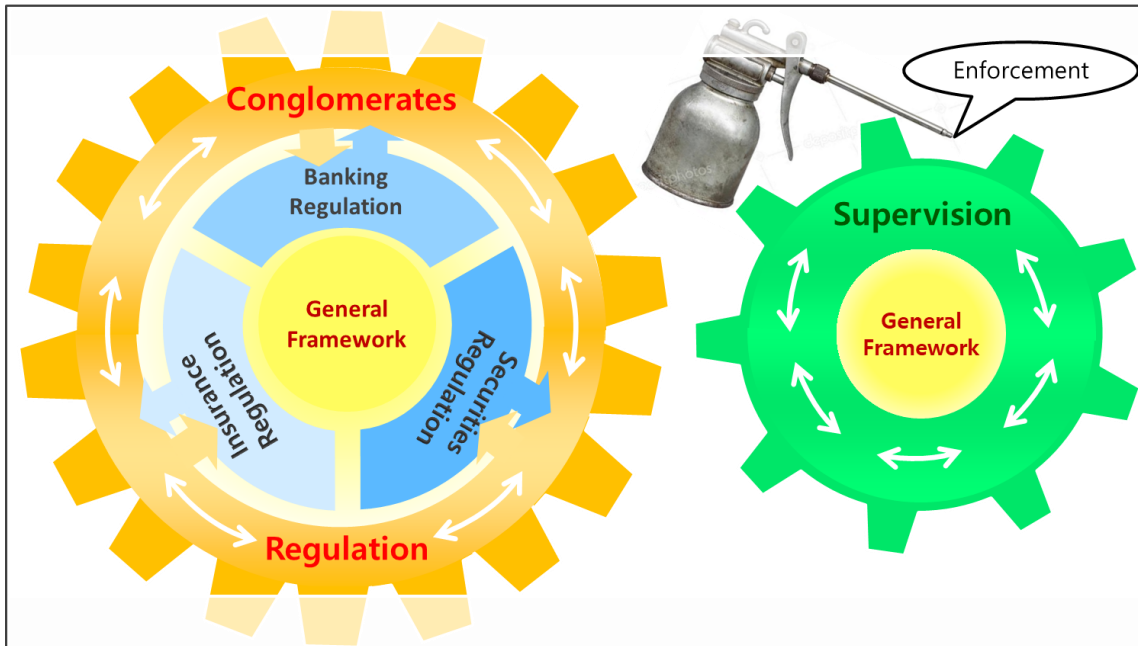 Conglomerates
Banking
Regulation
General
Framework
Insurance
Regulation
Securities
Regulation
Regulation
Enforcement
Supervision
General
Framework